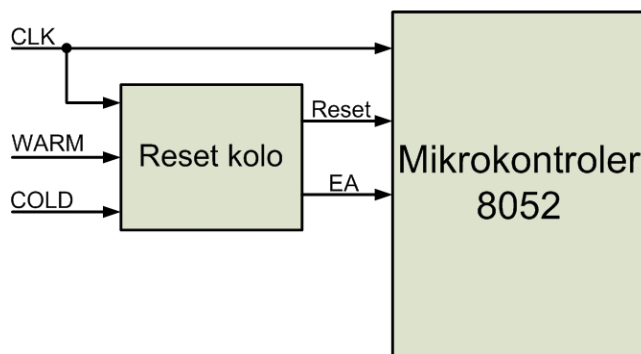 CLK
WARM
COLD
Reset kolo
Reset
EA
Mikrokontroler
8052